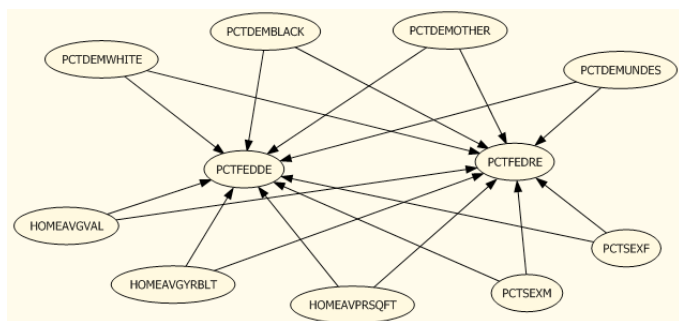 PCTDEMBLACK
PCTDEMOTHER
PCTDEMWHITE
PCTDEMUNDES
PCTFEDDE
PCTFEDRE
HOMEAVGVAL
PCTSEXF
HOMEAVGYRBLT
PCTSEXM
HOMEAVPRSQFT